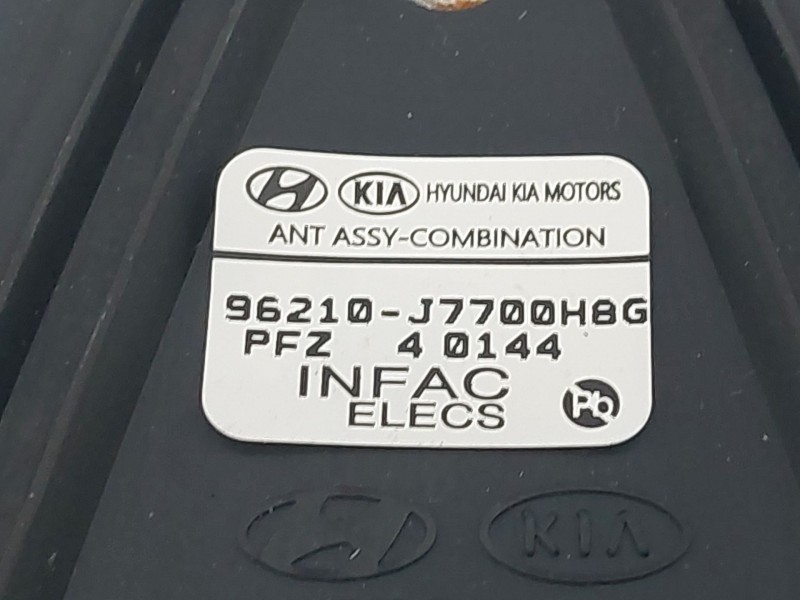 KIA HYUNDAI KIA MOTORS
ANT ASSY-COMBINATION
96210-J7700H8G
PFZ 4 0144
INFAC
ELECS
Pb
KIA